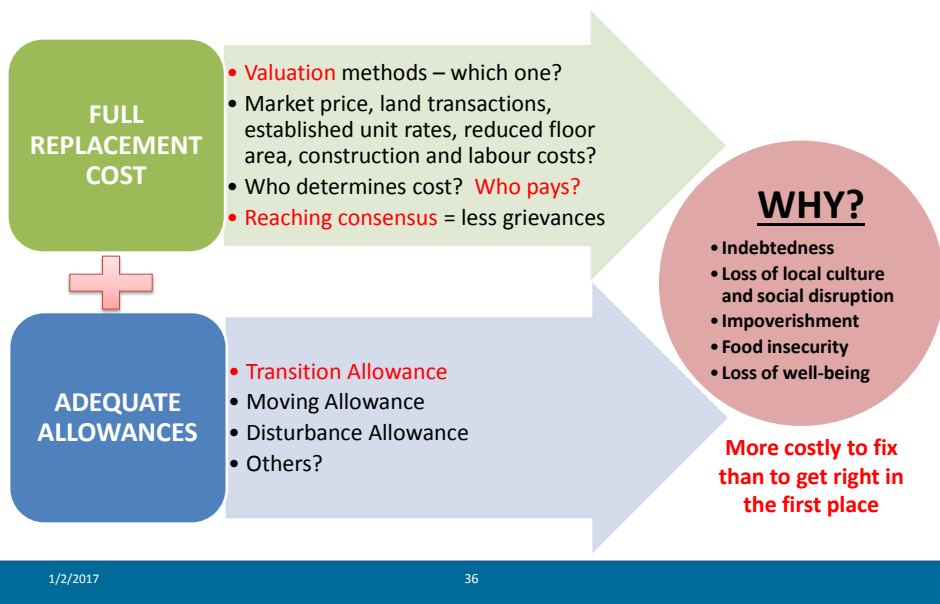 FULL
REPLACEMENT
COST
• Valuation methods – which one?
• Market price, land transactions,
established unit rates, reduced floor
area, construction and labour costs?
• Who determines cost? Who pays?
• Reaching consensus = less grievances
ADEQUATE
ALLOWANCES
• Transition Allowance
• Moving Allowance
• Disturbance Allowance
• Others?
WHY?
• Indebtedness
• Loss of local culture
and social disruption
• Impoverishment
• Food insecurity
• Loss of well-being
More costly to fix
than to get right in
the first place
1/2/2017
36